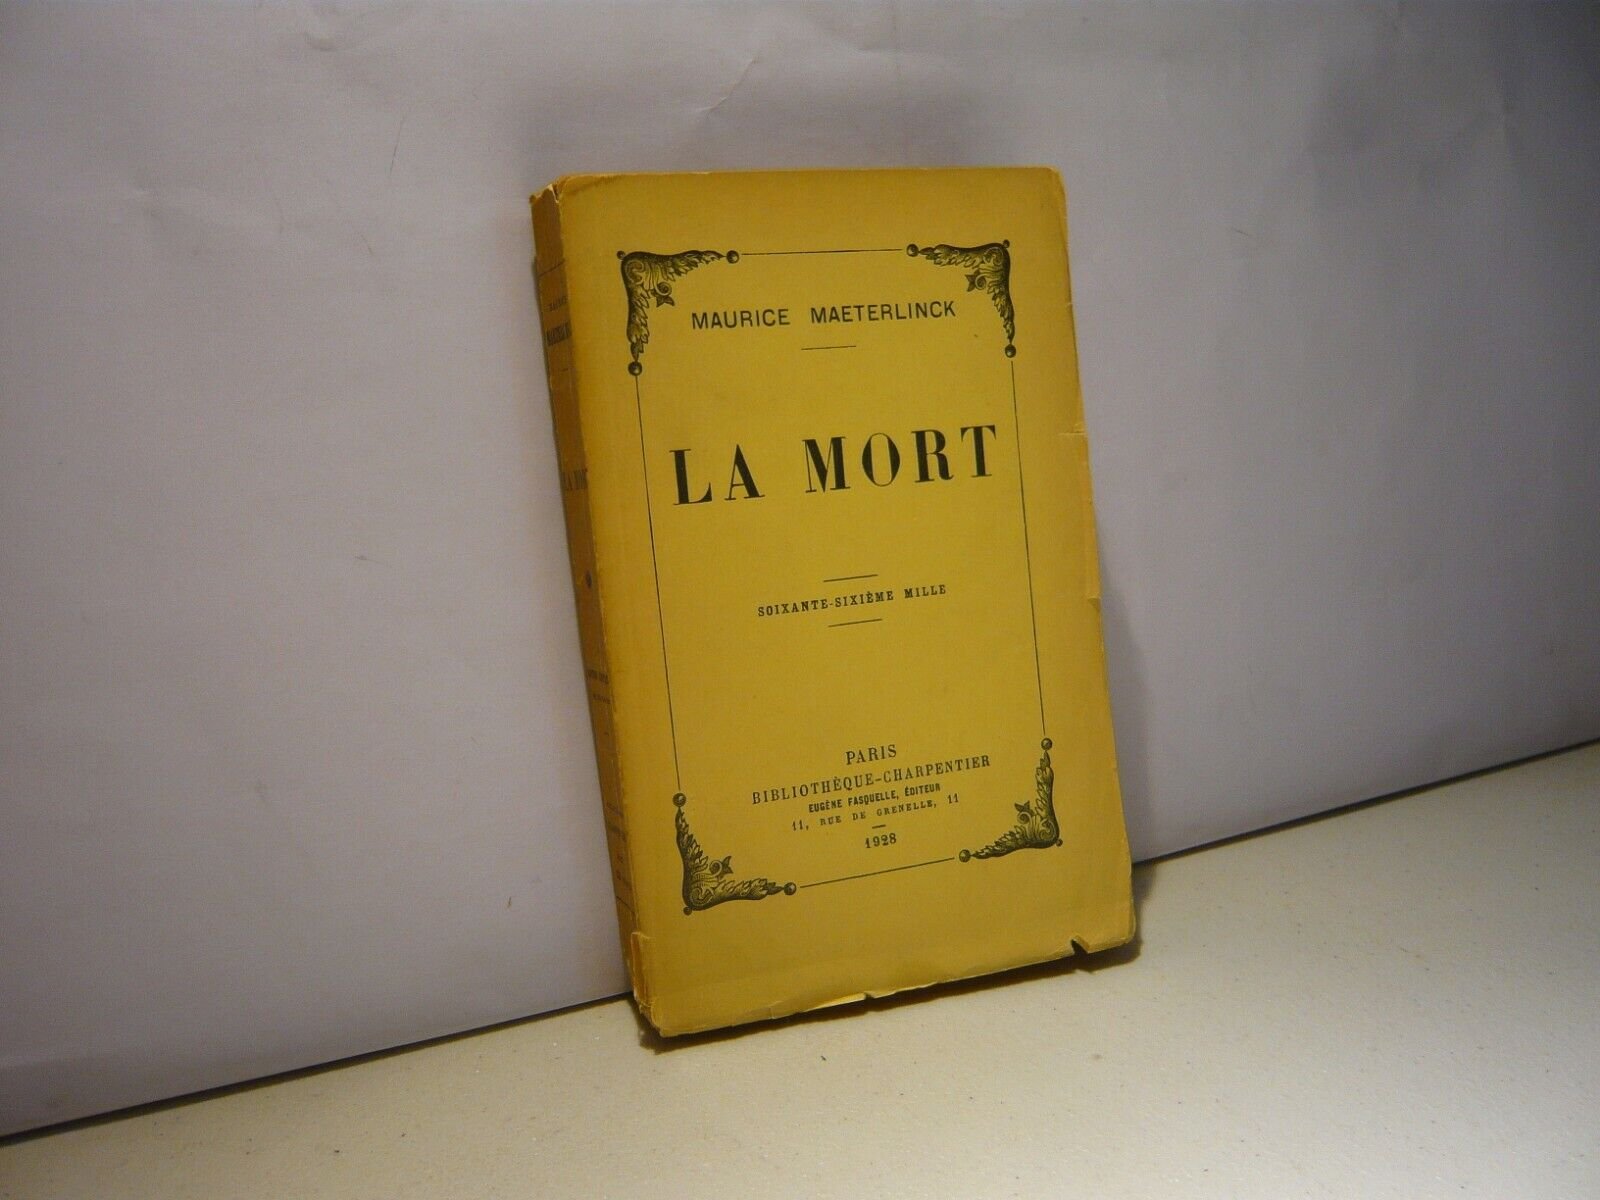 MAURICE MAETERLINCK
LA MORT
SOIXANTE-SIXIÈME MILLE
PARIS
BIBLIOTHÈQUE-CHARPENTIER
EUGÈNE FASQUELLE, ÉDITEUR
11, RUE DE GRENELLE, 11
1928